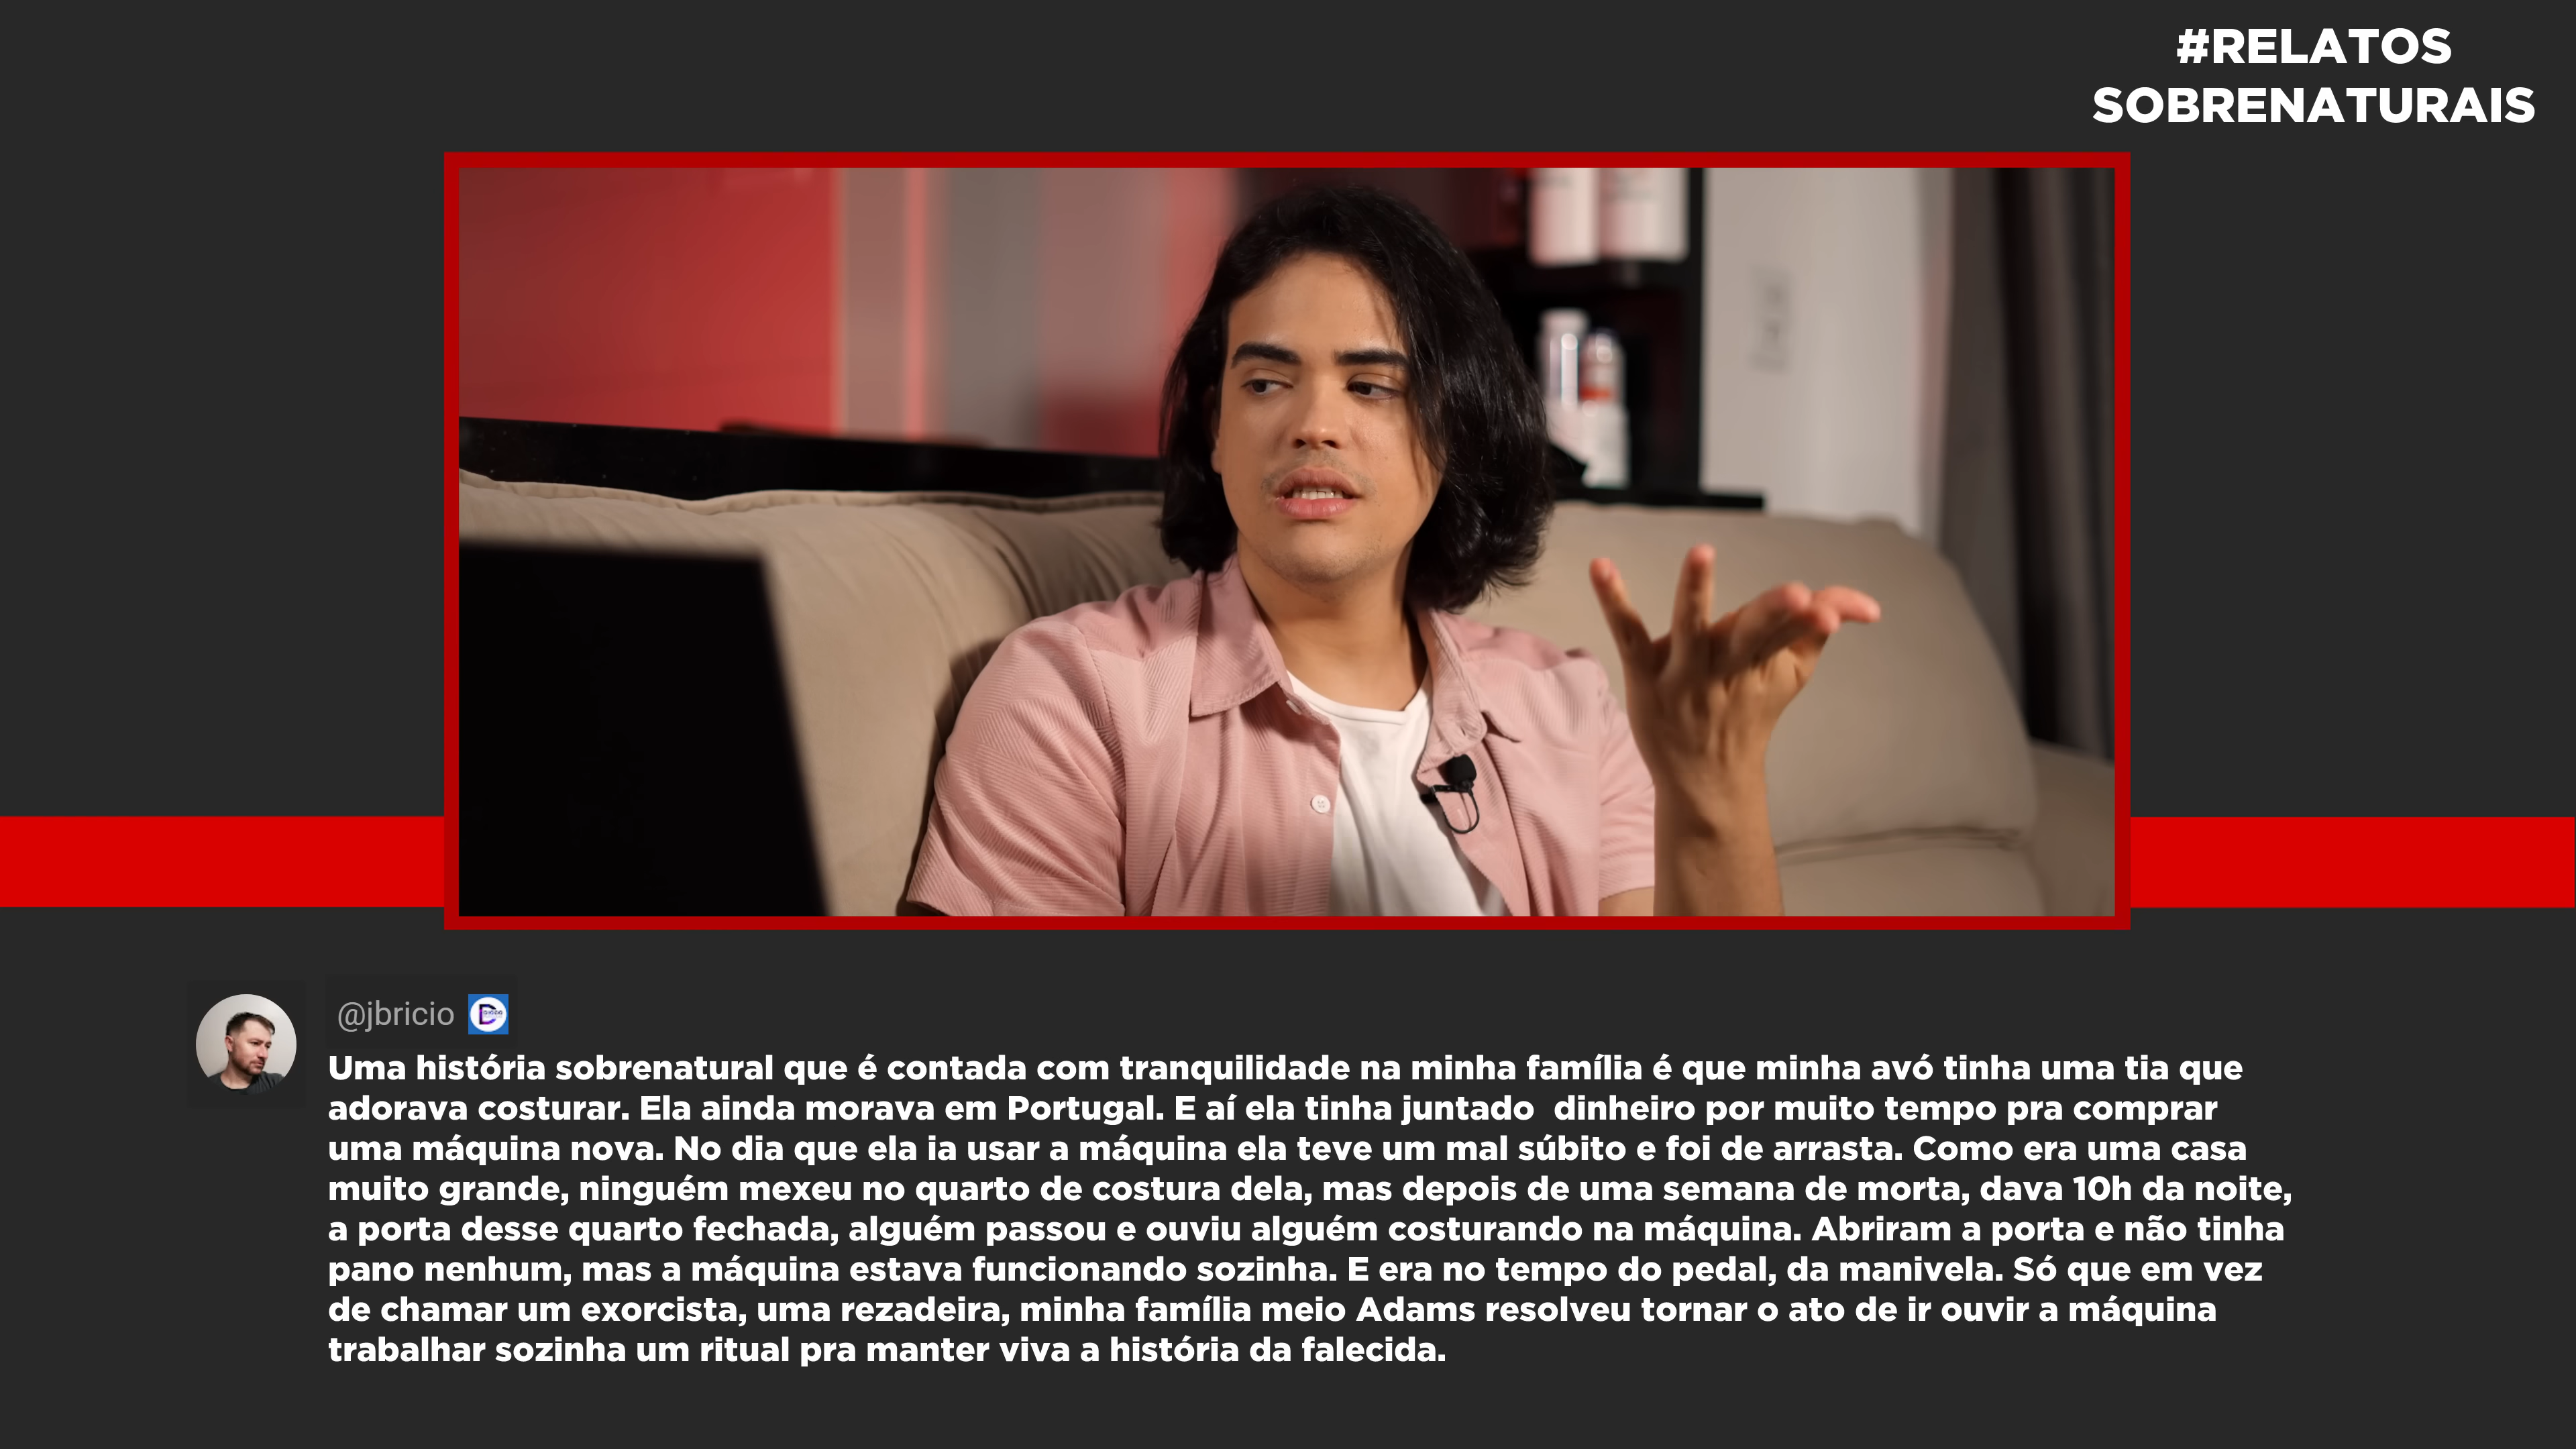 #RELATOS
SOBRENATURAIS
@jbricio
Uma história sobrenatural que é contada com tranquilidade na minha família é que minha avó tinha uma tia que
adorava costurar. Ela ainda morava em Portugal. E aí ela tinha juntado  dinheiro por muito tempo pra comprar
uma máquina nova. No dia que ela ia usar a máquina ela teve um mal súbito e foi de arrasta. Como era uma casa
muito grande, ninguém mexeu no quarto de costura dela, mas depois de uma semana de morta, dava 10h da noite,
a porta desse quarto fechada, alguém passou e ouviu alguém costurando na máquina. Abriram a porta e não tinha
pano nenhum, mas a máquina estava funcionando sozinha. E era no tempo do pedal, da manivela. Só que em vez
de chamar um exorcista, uma rezadeira, minha família meio Adams resolveu tornar o ato de ir ouvir a máquina
trabalhar sozinha um ritual pra manter viva a história da falecida.